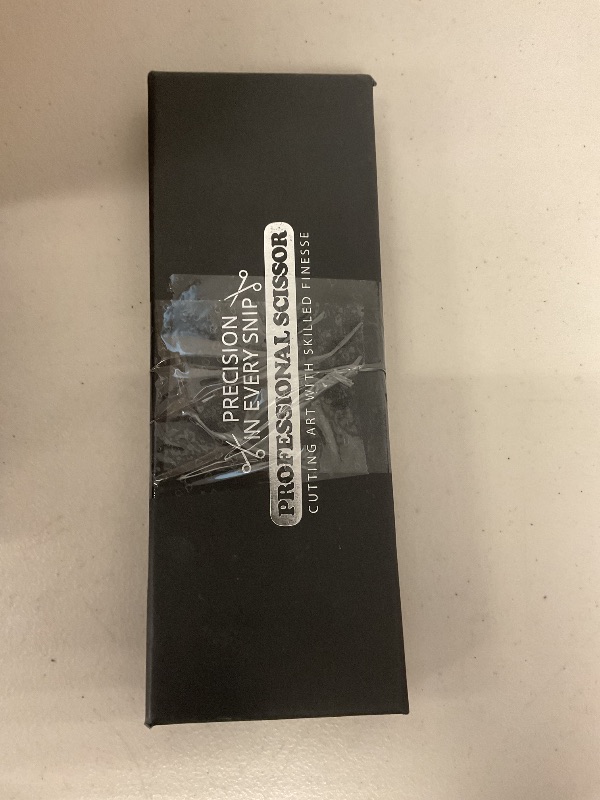 PRECISION
IN EVERY SNIP
PROFESSIONAL SCISSOR
CUTTING ART WITH SKILLED FINESSE